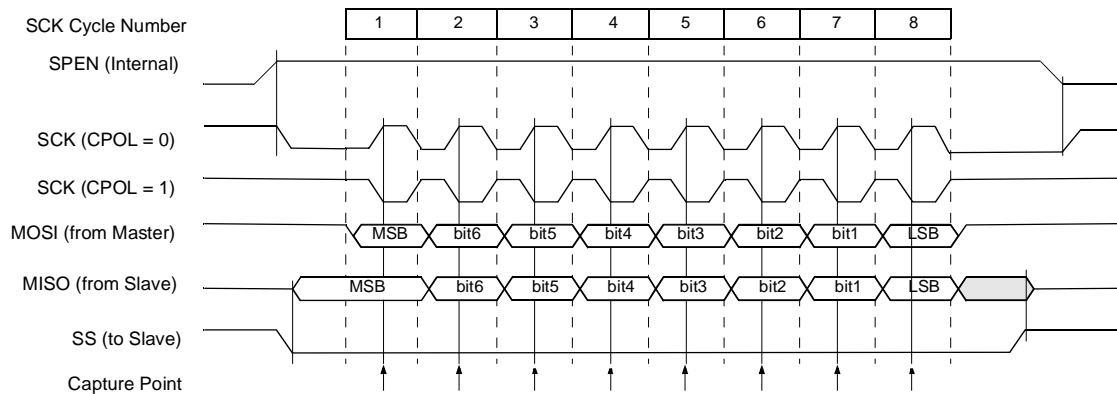 SCK Cycle Number 1 2 3 4 5 6 7 8
SPEN (Internal)
SCK (CPOL = 0)
SCK (CPOL = 1)
MOSI (from Master) MSB bit6 bit5 bit4 bit3 bit2 bit1 LSB
MISO (from Slave) MSB bit6 bit5 bit4 bit3 bit2 bit1 LSB
SS (to Slave)
Capture Point